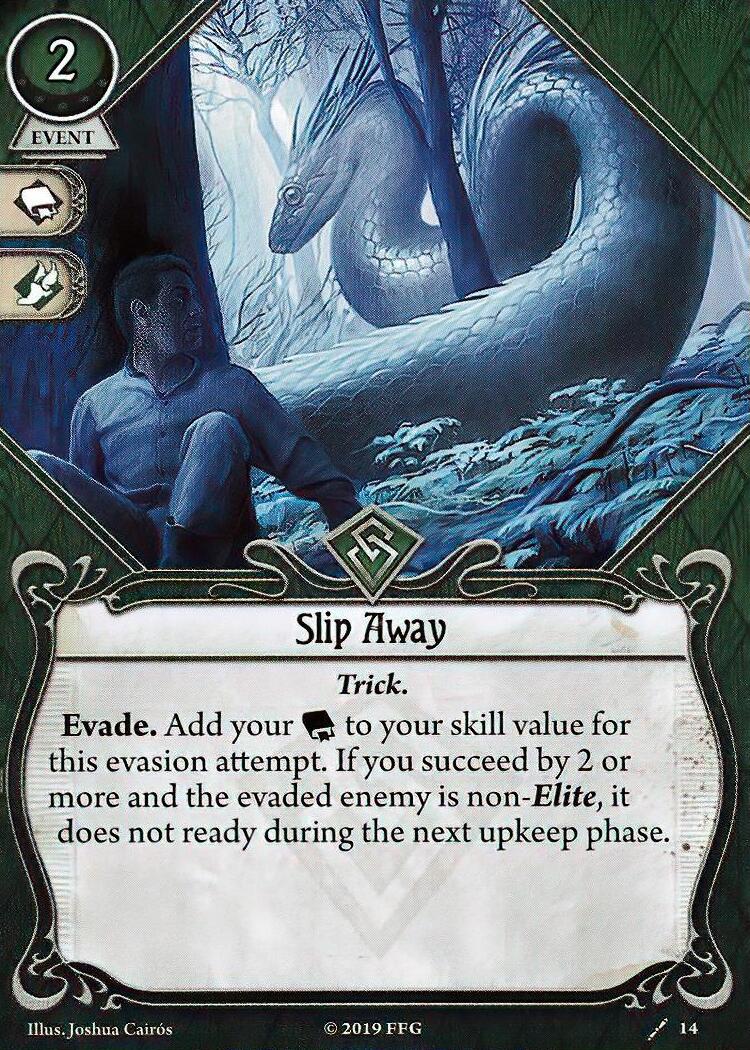 2
EVENT
Slip Away
Trick.
Evade. Add your to your skill value for
this evasion attempt. If you succeed by 2 or
more and the evaded enemy is non-Elite, it
does not ready during the next upkeep phase.
Illus. Joshua Cairós
© 2019 FFG
14